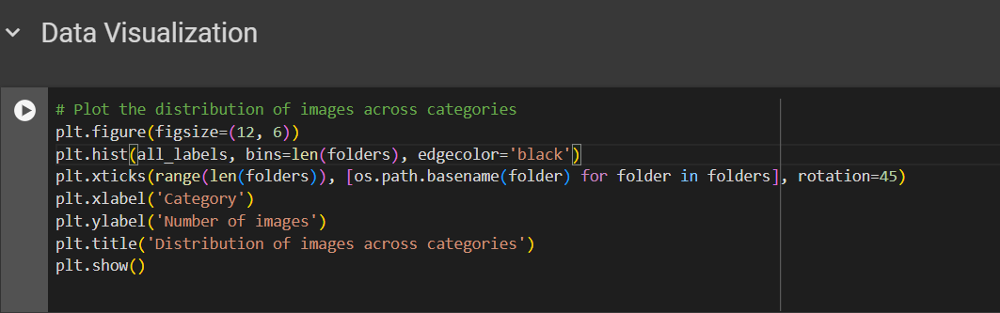 Data Visualization
# Plot the distribution of images across categories
plt.figure(figsize=(12, 6))
plt.hist(all_labels, bins=len(folders), edgecolor='black')
plt.xticks(range(len(folders)), [os.path.basename(folder) for folder in folders], rotation=45)
plt.xlabel('Category')
plt.ylabel('Number of images')
plt.title('Distribution of images across categories')
plt.show()